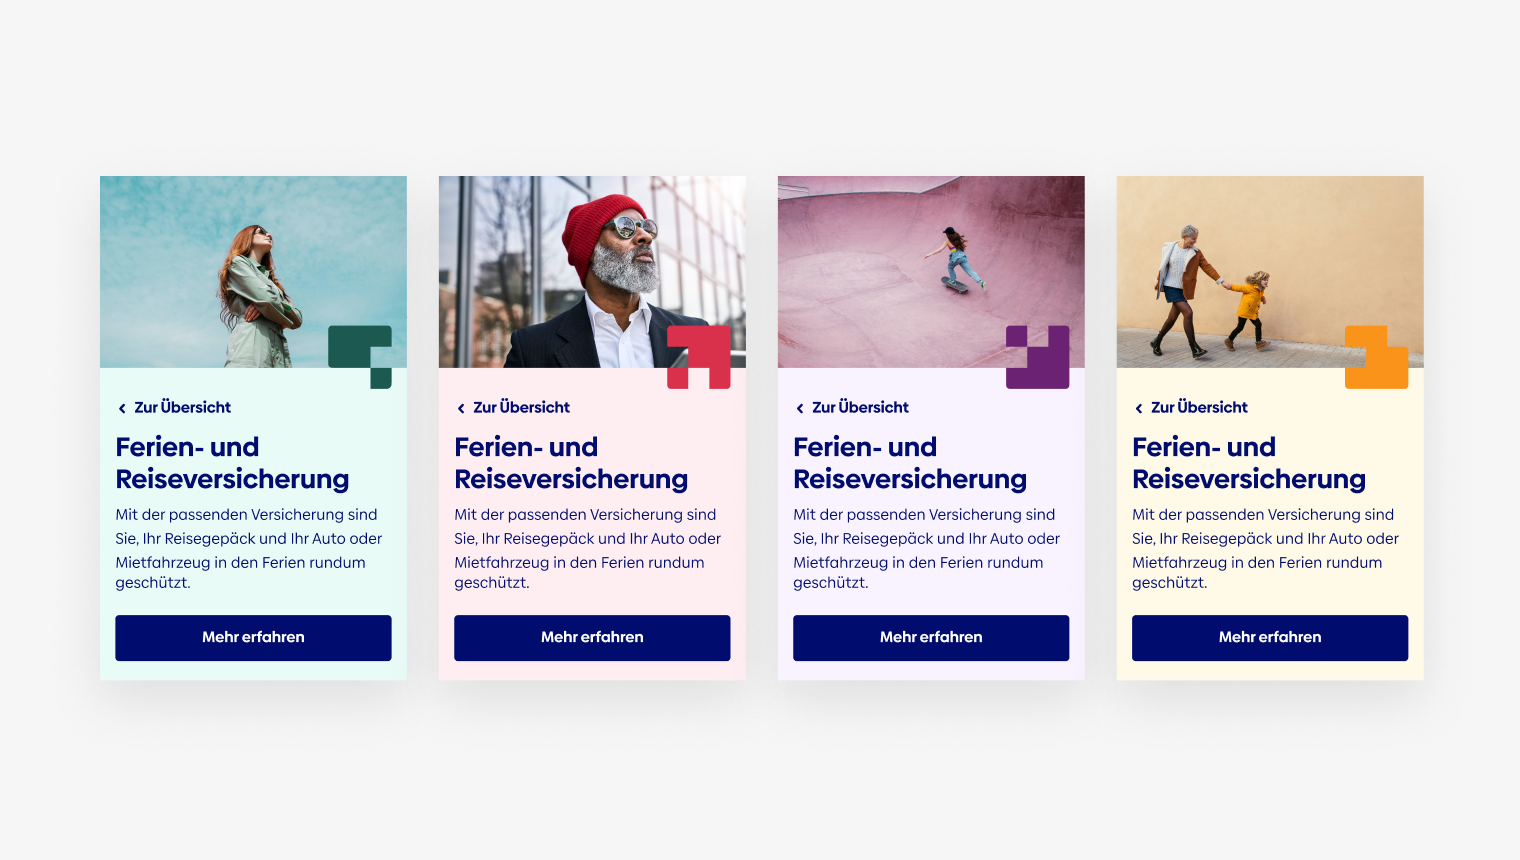 Zur Übersicht
Ferien- und
Reiseversicherung
Mit der passenden Versicherung sind
Sie, Ihr Reisegepäck und Ihr Auto oder
Mietfahrzeug in den Ferien rundum
geschützt.
Mehr erfahren
Zur Übersicht
Ferien- und
Reiseversicherung
Mit der passenden Versicherung sind
Sie, Ihr Reisegepäck und Ihr Auto oder
Mietfahrzeug in den Ferien rundum
geschützt.
Mehr erfahren
Zur Übersicht
Ferien- und
Reiseversicherung
Mit der passenden Versicherung sind
Sie, Ihr Reisegepäck und Ihr Auto oder
Mietfahrzeug in den Ferien rundum
geschützt.
Mehr erfahren
Zur Übersicht
Ferien- und
Reiseversicherung
Mit der passenden Versicherung sind
Sie, Ihr Reisegepäck und Ihr Auto oder
Mietfahrzeug in den Ferien rundum
geschützt.
Mehr erfahren